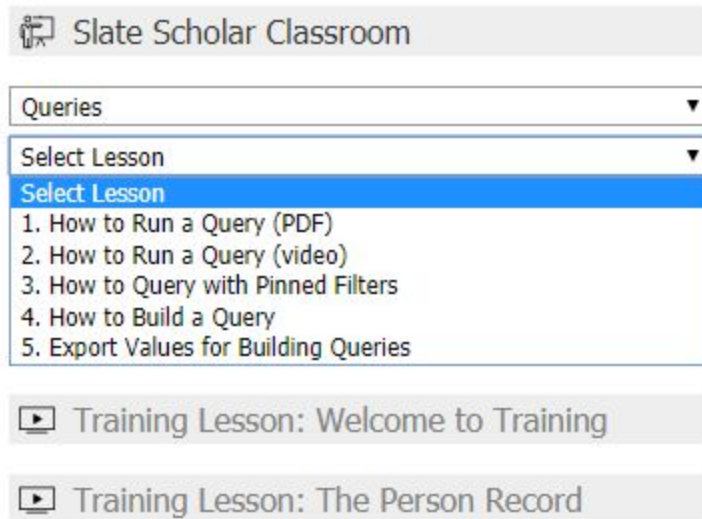 Slate Scholar Classroom
Queries
Select Lesson
Select Lesson
1. How to Run a Query (PDF)
2. How to Run a Query (video)
3. How to Query with Pinned Filters
4. How to Build a Query
5. Export Values for Building Queries
Training Lesson: Welcome to Training
Training Lesson: The Person Record